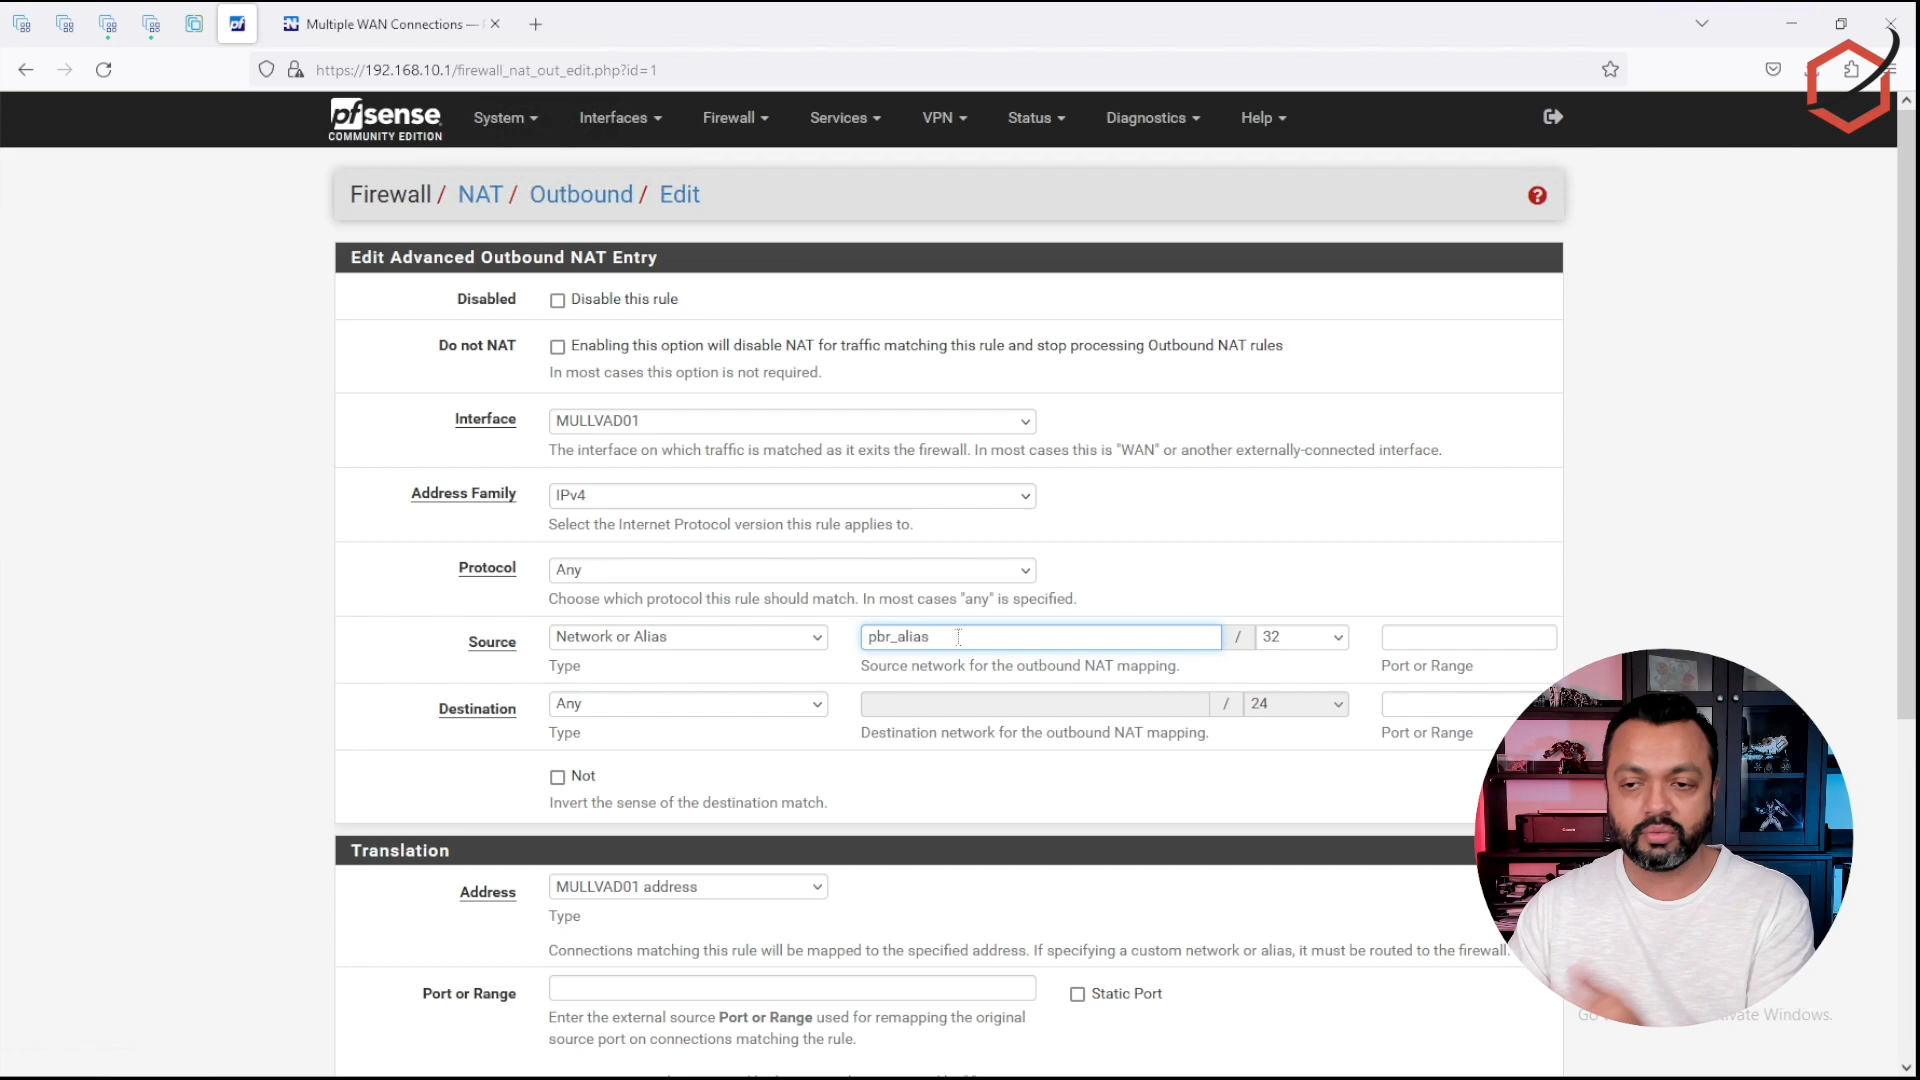 Multiple WAN Connections —
https://192.168.10.1/firewall_nat_out_edit.php?id=1
pfsense
COMMUNITY EDITION
System
Interfaces
Firewall
Services
VPN
Status
Diagnostics
Help
Firewall / NAT / Outbound / Edit
Edit Advanced Outbound NAT Entry
Disabled
Disable this rule
Do not NAT
Enabling this option will disable NAT for traffic matching this rule and stop processing Outbound NAT rules
In most cases this option is not required.
Interface
MULLVAD01
The interface on which traffic is matched as it exits the firewall. In most cases this is "WAN" or another externally-connected interface.
Address Family
IPv4
Select the Internet Protocol version this rule applies to.
Protocol
Any
Choose which protocol this rule should match. In most cases "any" is specified.
Source
Network or Alias
pbr_alias
/
32
Type
Source network for the outbound NAT mapping.
Port or Range
Destination
Any
/
24
Type
Destination network for the outbound NAT mapping.
Port or Range
Not
Invert the sense of the destination match.
Translation
Address
MULLVAD01 address
Type
Connections matching this rule will be mapped to the specified address. If specifying a custom network or alias, it must be routed to the firewall.
Port or Range
Static Port
Enter the external source Port or Range used for remapping the original
source port on connections matching the rule.
Windows.